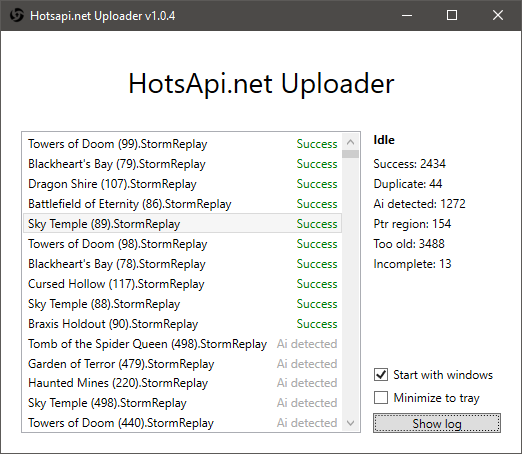 Hotsapi.net Uploader v1.0.4
HotsApi.net Uploader
Towers of Doom (99).StormReplay Success
Blackheart's Bay (79).StormReplay Success
Dragon Shire (107).StormReplay Success
Battlefield of Eternity (86).StormReplay Success
Sky Temple (89).StormReplay Success
Towers of Doom (98).StormReplay Success
Blackheart's Bay (78).StormReplay Success
Cursed Hollow (117).StormReplay Success
Sky Temple (88).StormReplay Success
Braxis Holdout (90).StormReplay Success
Tomb of the Spider Queen (498).StormReplay Ai detected
Garden of Terror (479).StormReplay Ai detected
Haunted Mines (220).StormReplay Ai detected
Sky Temple (498).StormReplay Ai detected
Towers of Doom (440).StormReplay Ai detected
Idle
Success: 2434
Duplicate: 44
Ai detected: 1272
Ptr region: 154
Too old: 3488
Incomplete: 13
Start with windows
Minimize to tray
Show log